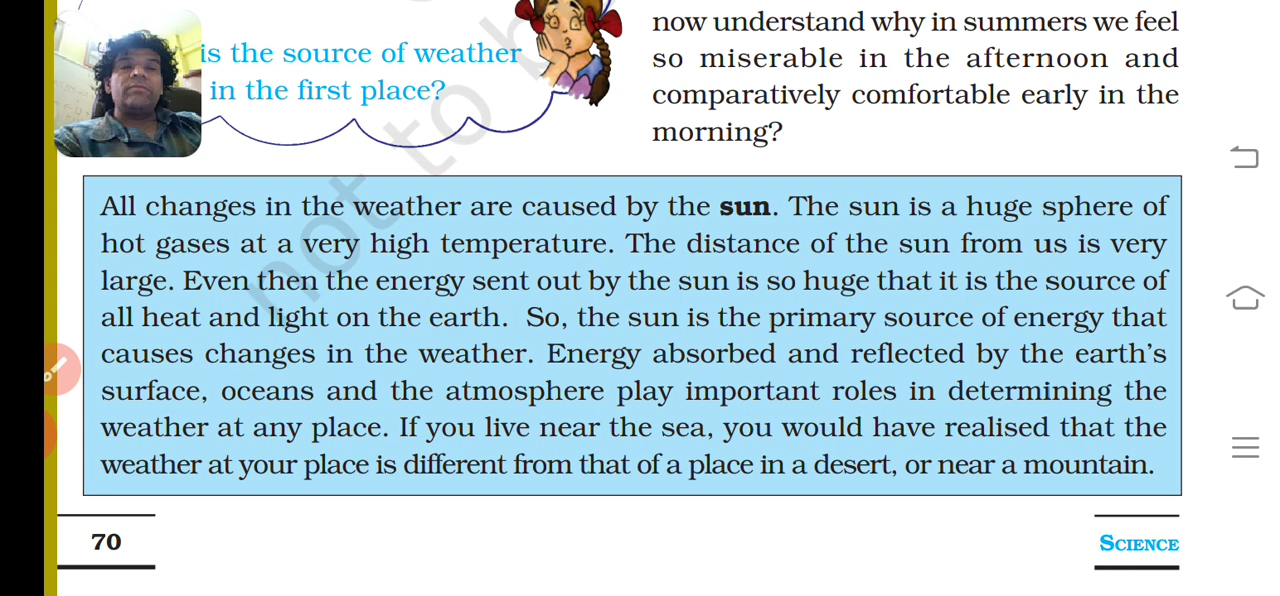 is the source of weather
in the first place?
now understand why in summers we feel
so miserable in the afternoon and
comparatively comfortable early in the
morning?
not to b
All changes in the weather are caused by the sun. The sun is a huge sphere of
hot gases at a very high temperature. The distance of the sun from us is very
large. Even then the energy sent out by the sun is so huge that it is the source of
all heat and light on the earth. So, the sun is the primary source of energy that
causes changes in the weather. Energy absorbed and reflected by the earth's
surface, oceans and the atmosphere play important roles in determining the
weather at any place. If you live near the sea, you would have realised that the
weather at your place is different from that of a place in a desert, or near a mountain.
70
SCIENCE